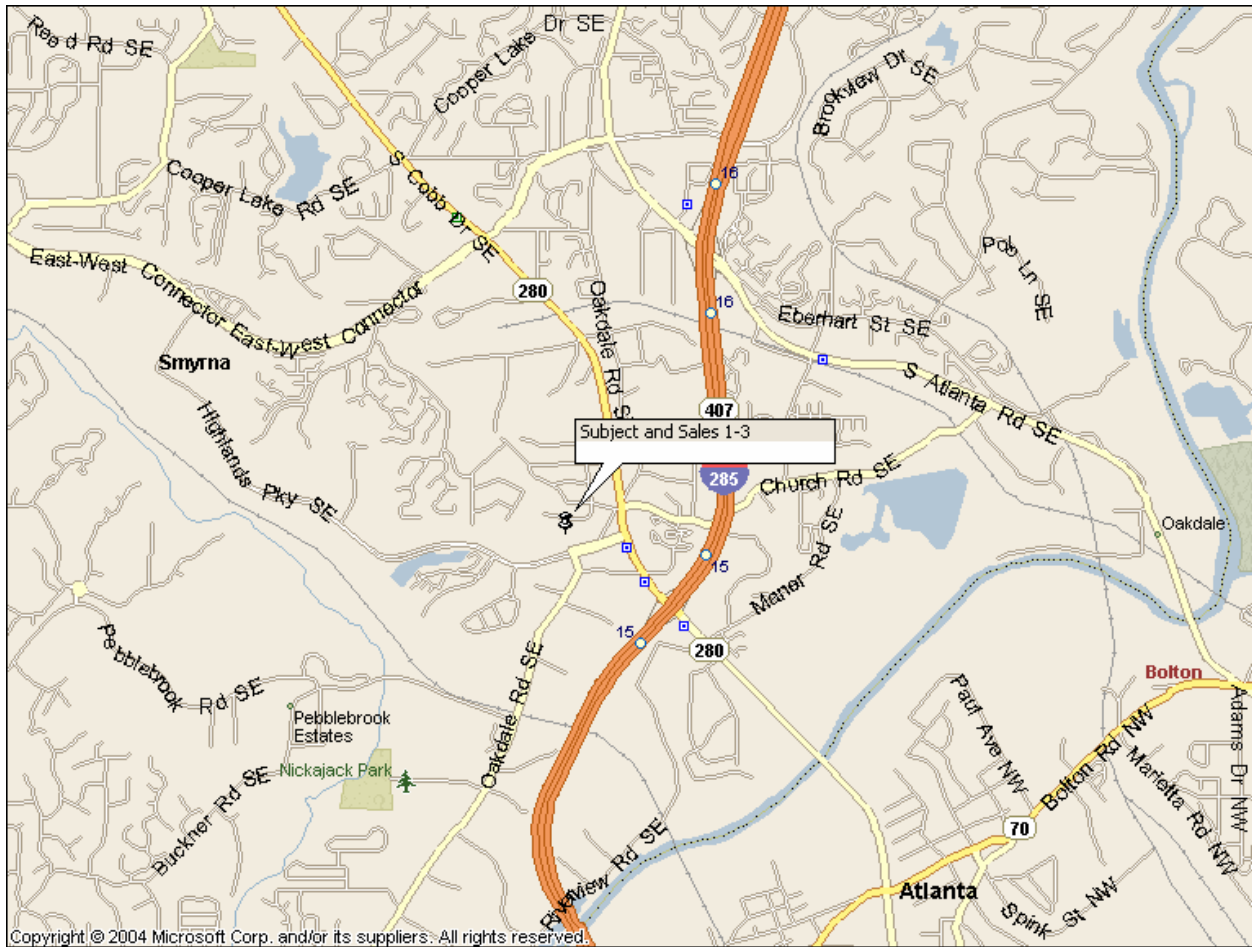 Dr SE
Reed Rd SE
Cooper Lake
Brookview Dr SE
16
S Cobb Dr SE
Cooper Lake Rd SE
Pob Ln SE
East-West Connector
East-West Connector
280
Oakdale Rd S
16
Eberhart St SE
Smyrna
S Atlanta Rd SE
407
Subject and Sales 1-3
Highlands Pky SE
285
Church Rd SE
Oakdale
15
Maner Rd SE
15
280
Pebblebrook Rd SE
Oakdale Rd SE
Bolton
Pebblebrook
Estates
Paul Ave NW
Adams Dr NW
Nickajack Park
Bolton Rd NW
Marietta Rd NW
Buckner Rd SE
70
Riverview Rd SE
Atlanta
Spink St NW
Copyright © 2004 Microsoft Corp. and/or its suppliers. All rights reserved.